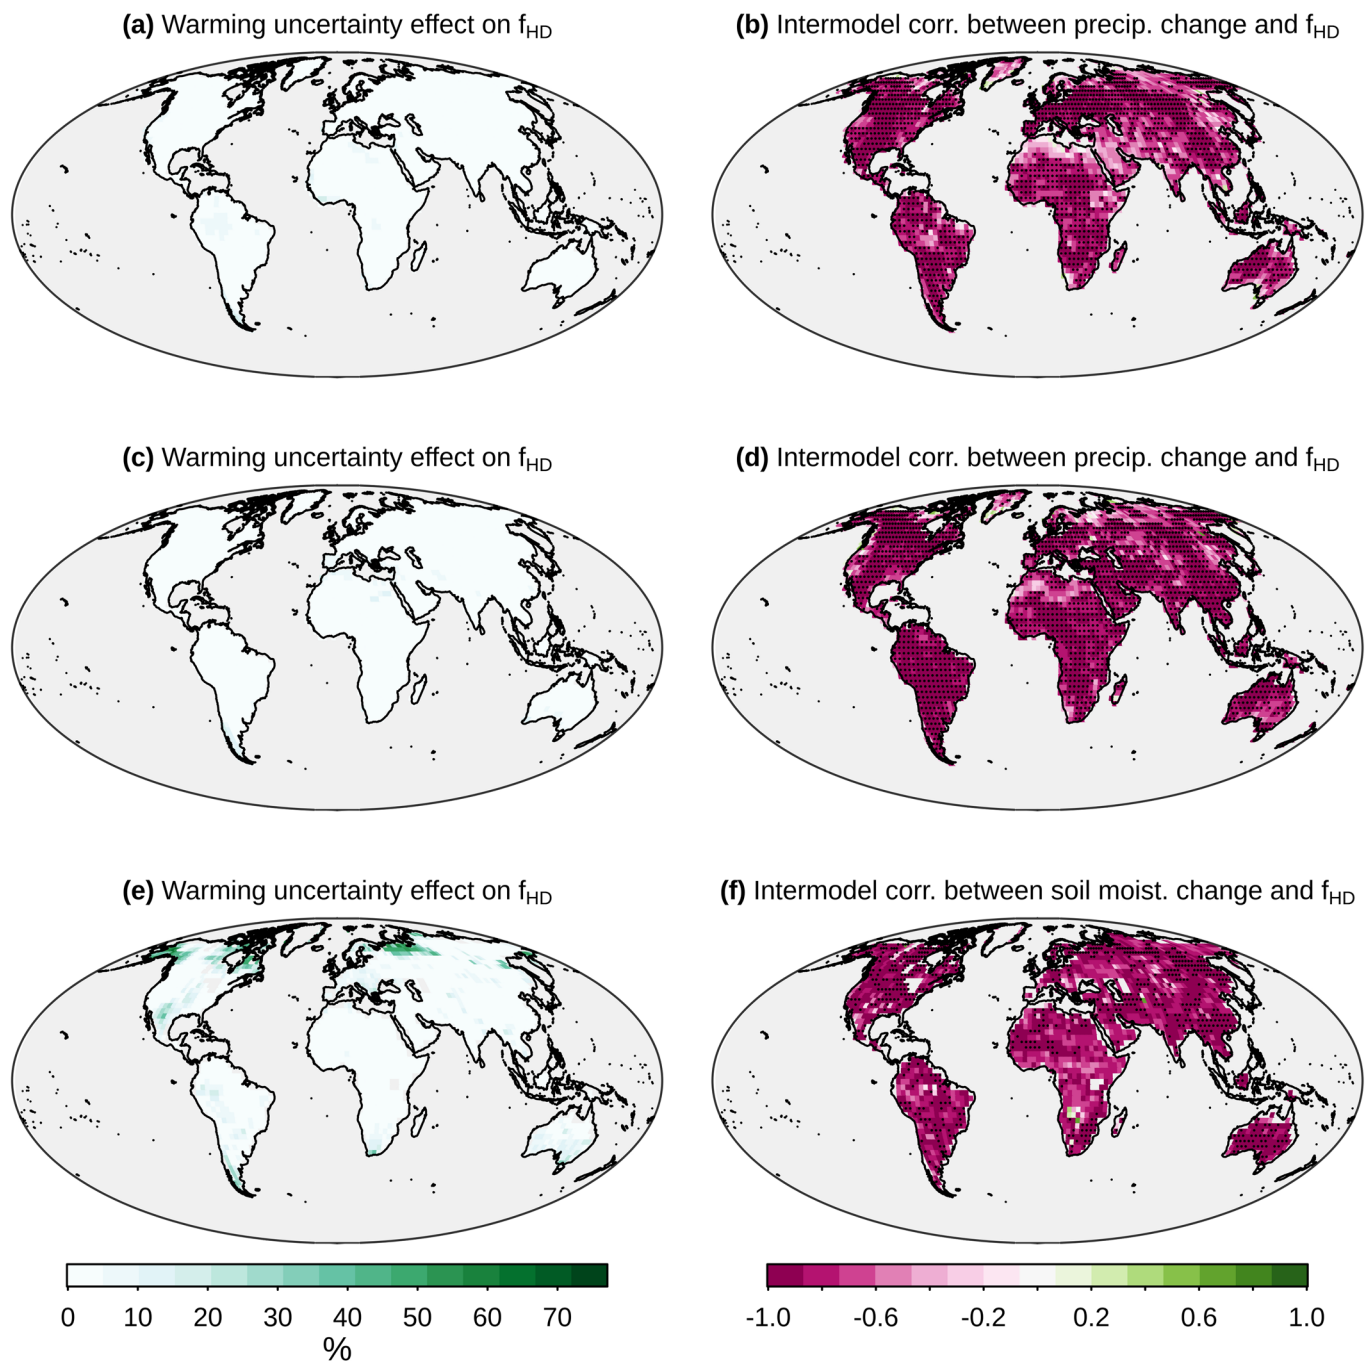 (a) Warming uncertainty effect on fHD
(b) Intermodel corr. between precip. change and fHD
(c) Warming uncertainty effect on fHD
(d) Intermodel corr. between precip. change and fHD
(e) Warming uncertainty effect on fHD
(f) Intermodel corr. between soil moist. change and fHD
0 10 20 30 40 50 60 70
%
-1.0 -0.6 -0.2 0.2 0.6 1.0